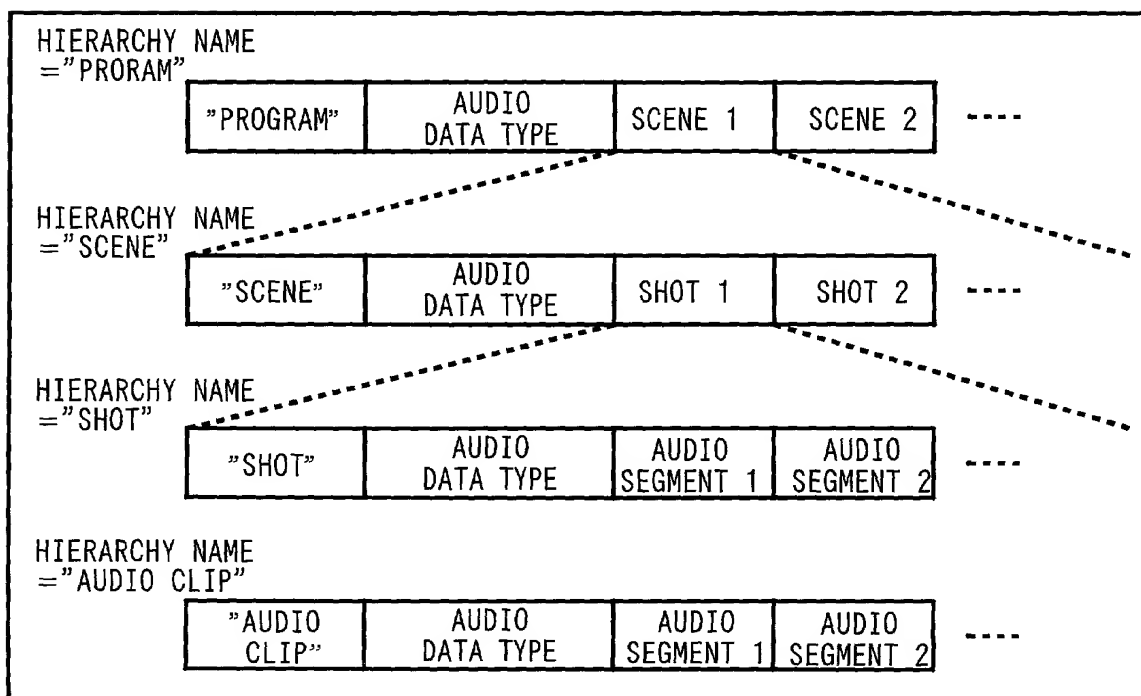 HIERARCHY NAME
="PRORAM"
"PROGRAM"
AUDIO
DATA TYPE
SCENE 1
SCENE 2
HIERARCHY NAME
="SCENE"
"SCENE"
AUDIO
DATA TYPE
SHOT 1
SHOT 2
HIERARCHY NAME
="SHOT"
"SHOT"
AUDIO
DATA TYPE
AUDIO
SEGMENT 1
AUDIO
SEGMENT 2
HIERARCHY NAME
="AUDIO CLIP"
"AUDIO
CLIP"
AUDIO
DATA TYPE
AUDIO
SEGMENT 1
AUDIO
SEGMENT 2